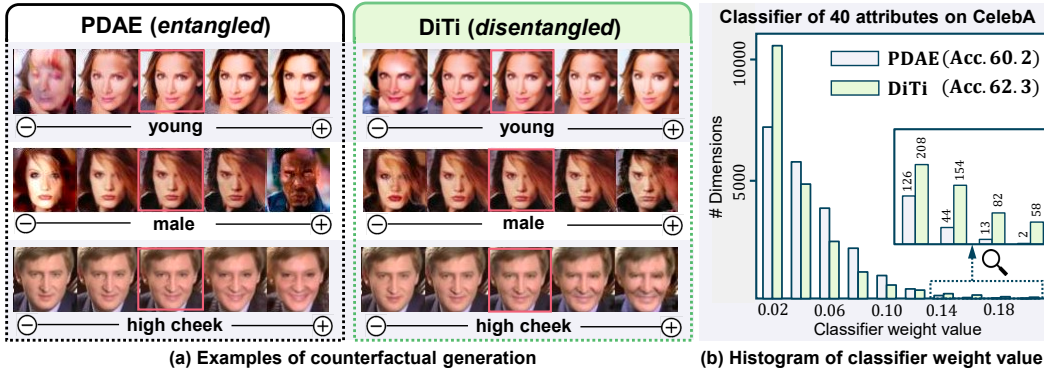 PDAE (entangled)
− young +
− male +
− high cheek +
DiTi (disentangled)
− young +
− male +
− high cheek +
(a) Examples of counterfactual generation
Classifier of 40 attributes on CelebA
PDAE (Acc. 60.2)
DiTi (Acc. 62.3)
# Dimensions
10000
5000
126
208
44
154
13
82
2
58
0.02 0.06 0.10 0.14 0.18
Classifier weight value
(b) Histogram of classifier weight value